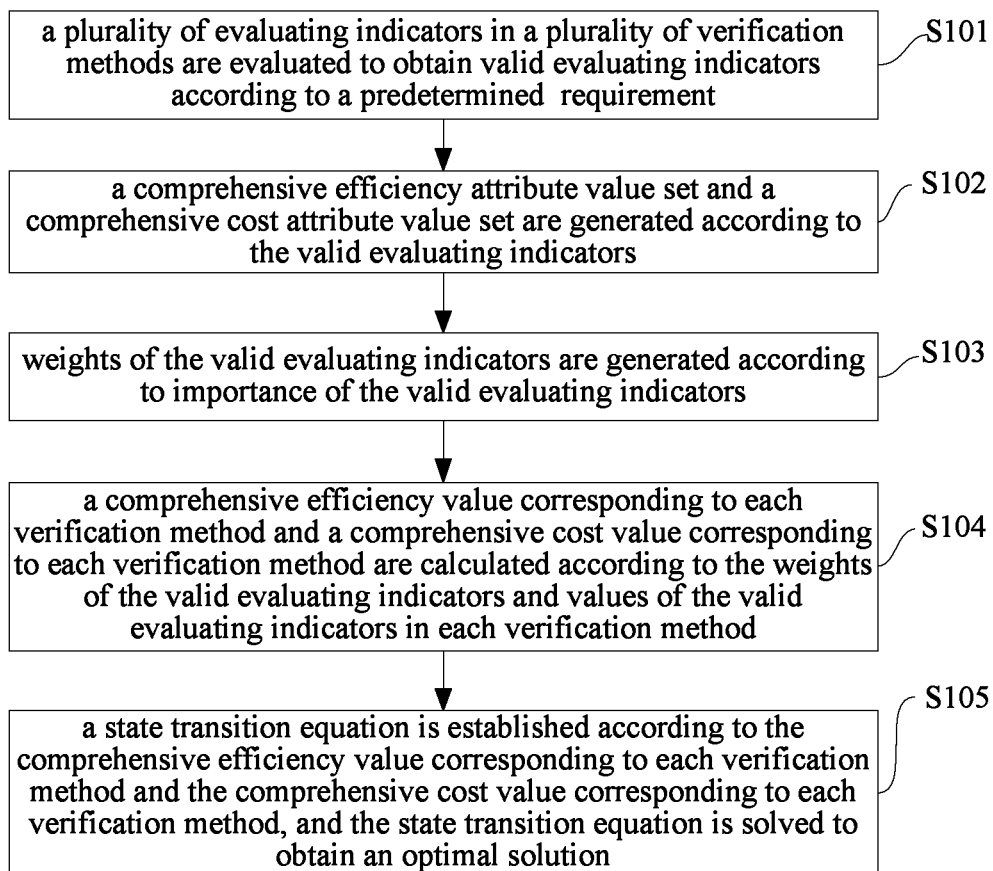 a plurality of evaluating indicators in a plurality of verification
methods are evaluated to obtain valid evaluating indicators
according to a predetermined requirement
S101
a comprehensive efficiency attribute value set and a
comprehensive cost attribute value set are generated according to
the valid evaluating indicators
S102
weights of the valid evaluating indicators are generated according
to importance of the valid evaluating indicators
S103
a comprehensive efficiency value corresponding to each
verification method and a comprehensive cost value corresponding
to each verification method are calculated according to the weights
of the valid evaluating indicators and values of the valid
evaluating indicators in each verification method
S104
a state transition equation is established according to the
comprehensive efficiency value corresponding to each verification
method and the comprehensive cost value corresponding to each
verification method, and the state transition equation is solved to
obtain an optimal solution
S105